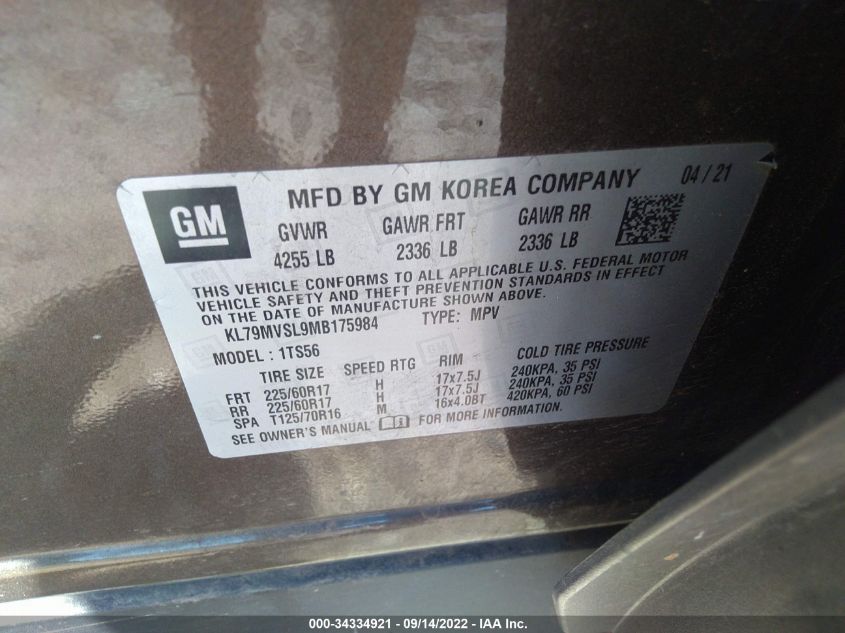 GM
MFD BY GM KOREA COMPANY 04/21
GVWR GAWR FRT GAWR RR
4255 LB 2336 LB 2336 LB
THIS VEHICLE CONFORMS TO ALL APPLICABLE U.S. FEDERAL MOTOR
VEHICLE SAFETY AND THEFT PREVENTION STANDARDS IN EFFECT
ON THE DATE OF MANUFACTURE SHOWN ABOVE.
KL79MVSL9MB175984 TYPE: MPV
MODEL: 1TS56
TIRE SIZE SPEED RTG RIM COLD TIRE PRESSURE
FRT 225/60R17 H 17x7.5J 240KPA, 35 PSI
RR 225/60R17 H 17x7.5J 240KPA, 35 PSI
SPA T125/70R16 M 16x4.0BT 420KPA, 60 PSI
SEE OWNER'S MANUAL FOR MORE INFORMATION.
000-34334921 - 09/14/2022 - IAA Inc.